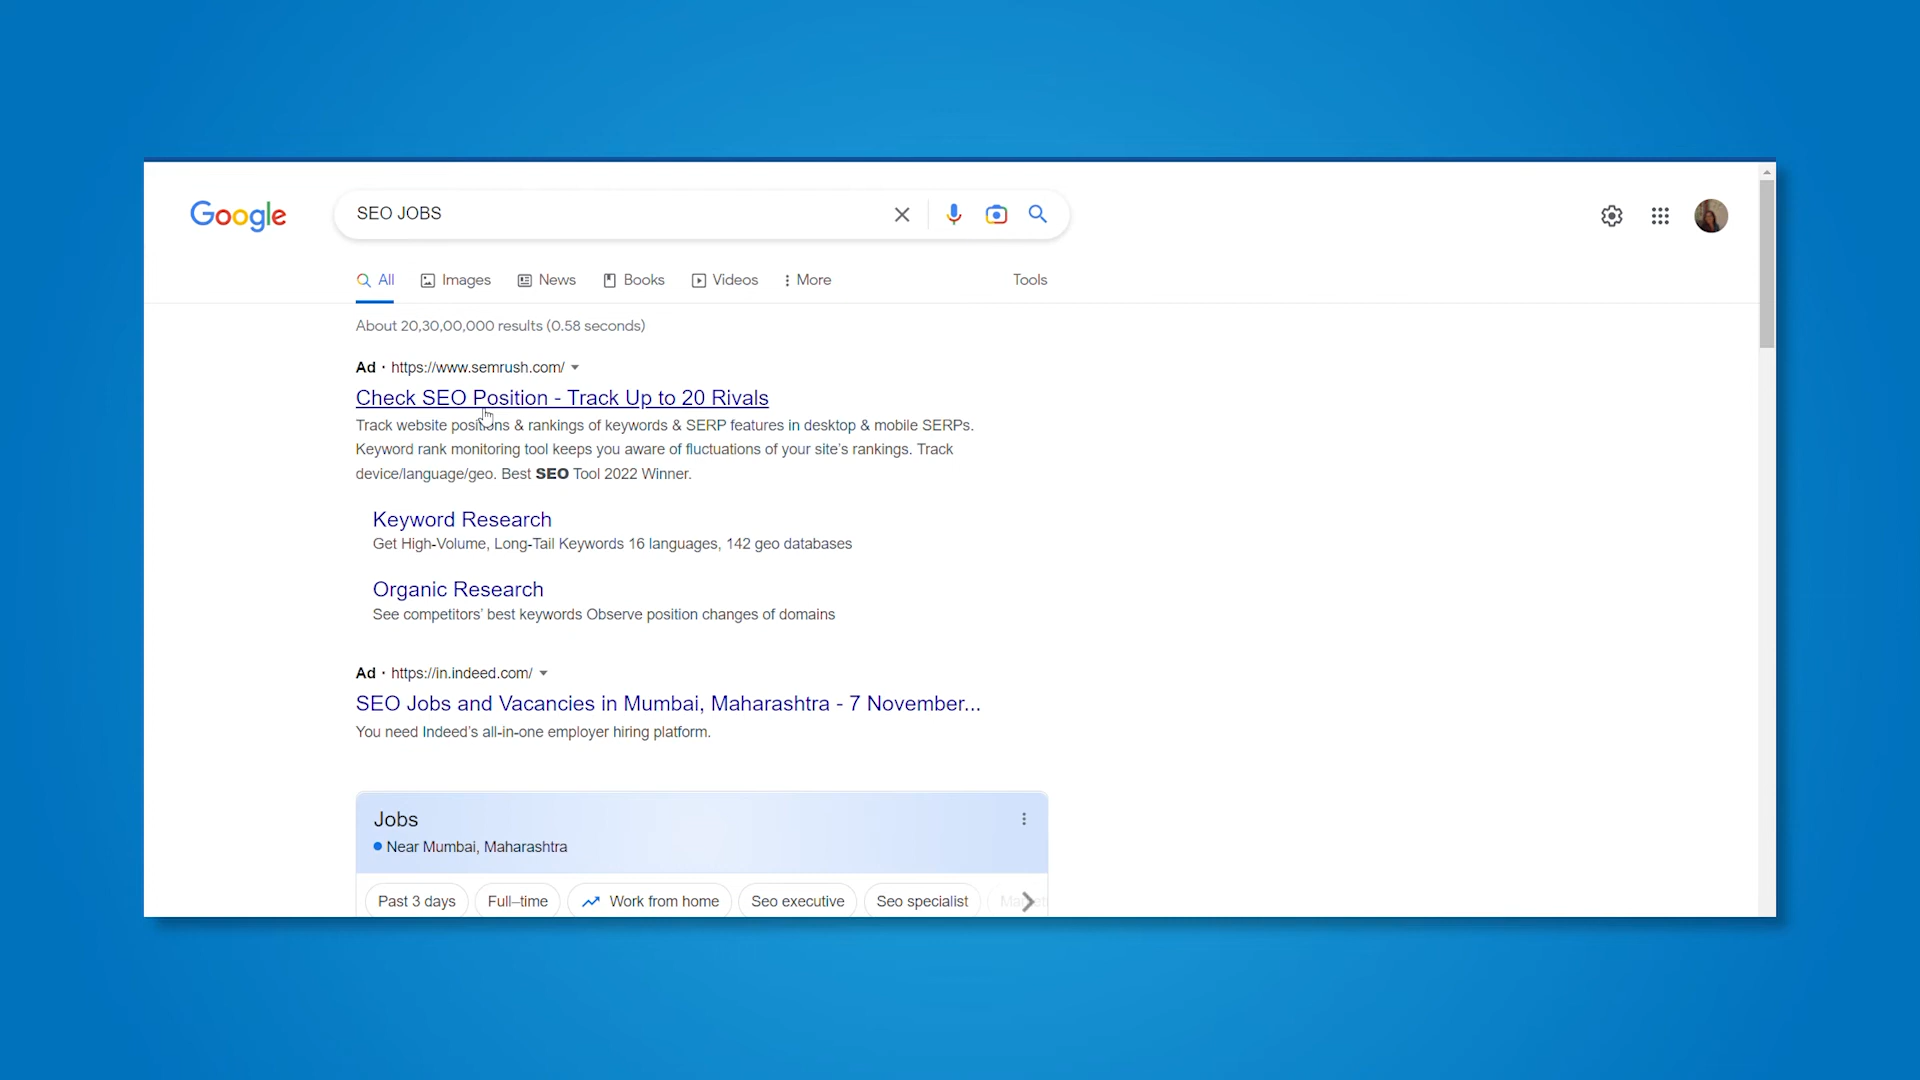 Google
SEO JOBS
All Images News Books Videos More Tools
About 20,30,00,000 results (0.58 seconds)
Ad · https://www.semrush.com/
Check SEO Position - Track Up to 20 Rivals
Track website positions & rankings of keywords & SERP features in desktop & mobile SERPs.
Keyword rank monitoring tool keeps you aware of fluctuations of your site's rankings. Track
device/language/geo. Best SEO Tool 2022 Winner.
Keyword Research
Get High-Volume, Long-Tail Keywords 16 languages, 142 geo databases
Organic Research
See competitors' best keywords Observe position changes of domains
Ad · https://in.indeed.com/
SEO Jobs and Vacancies in Mumbai, Maharashtra - 7 November...
You need Indeed's all-in-one employer hiring platform.
Jobs
Near Mumbai, Maharashtra
Past 3 days Full–time Work from home Seo executive Seo specialist